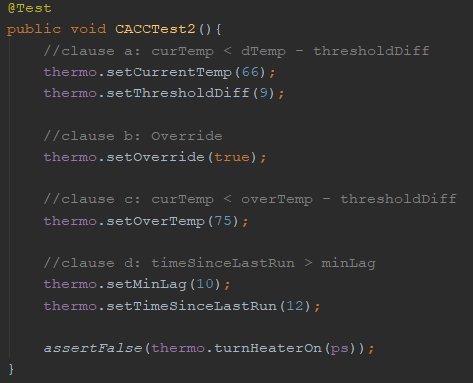 @Test
public void CACCTest2(){
//clause a: curTemp < dTemp - thresholdDiff
thermo.setCurrentTemp(66);
thermo.setThresholdDiff(9);
//clause b: Override
thermo.setOverride(true);
//clause c: curTemp < overTemp - thresholdDiff
thermo.setOverTemp(75);
//clause d: timeSinceLastRun > minLag
thermo.setMinLag(10);
thermo.setTimeSinceLastRun(12);
assertFalse(thermo.turnHeaterOn(ps));
}